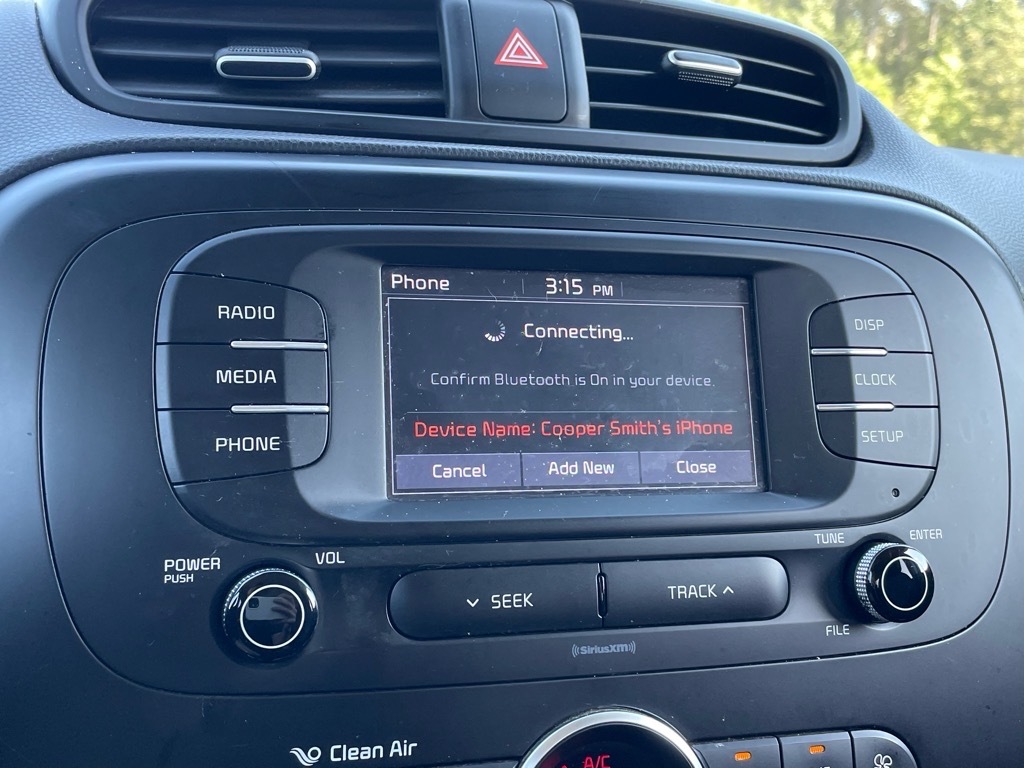 Phone 3:15 PM
Connecting...
Confirm Bluetooth is On in your device.
Device Name: Cooper Smith's iPhone
Cancel Add New Close
RADIO
MEDIA
PHONE
DISP
CLOCK
SETUP
POWER
PUSH
VOL
SEEK
TRACK
TUNE
ENTER
FILE
((SiriusXM))
Clean Air
A/C